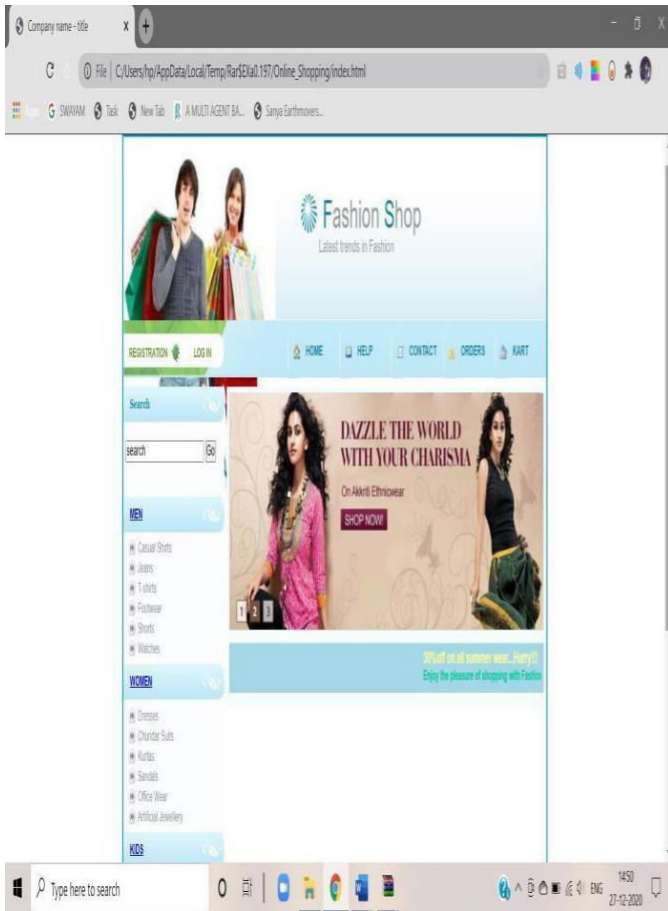 Company name - title x +
File C:/Users/hp/AppData/Local/Temp/Rar$EXa0.197/Online_Shopping/index.html
SWAYAM Task New Tab A MULTI AGENT BA... Sanya Earthmovers...
Fashion Shop
Latest trends in Fashion
REGISTRATION LOG IN HOME HELP CONTACT ORDERS KART
Search
search Go
DAZZLE THE WORLD
WITH YOUR CHARISMA
On Akkriti Ethnicwear
SHOP NOW!
1 2 3
MEN
Casual Shirts
Jeans
T-shirts
Footwear
Shorts
Watches
30%off on all summer wear...Hurry!!!
Enjoy the pleasure of shopping with Fashio
WOMEN
Dresses
Churidar Suits
Kurtas
Sandals
Office Wear
Artificial Jewellery
KIDS
Type here to search
ENG
14:50
27-12-2020